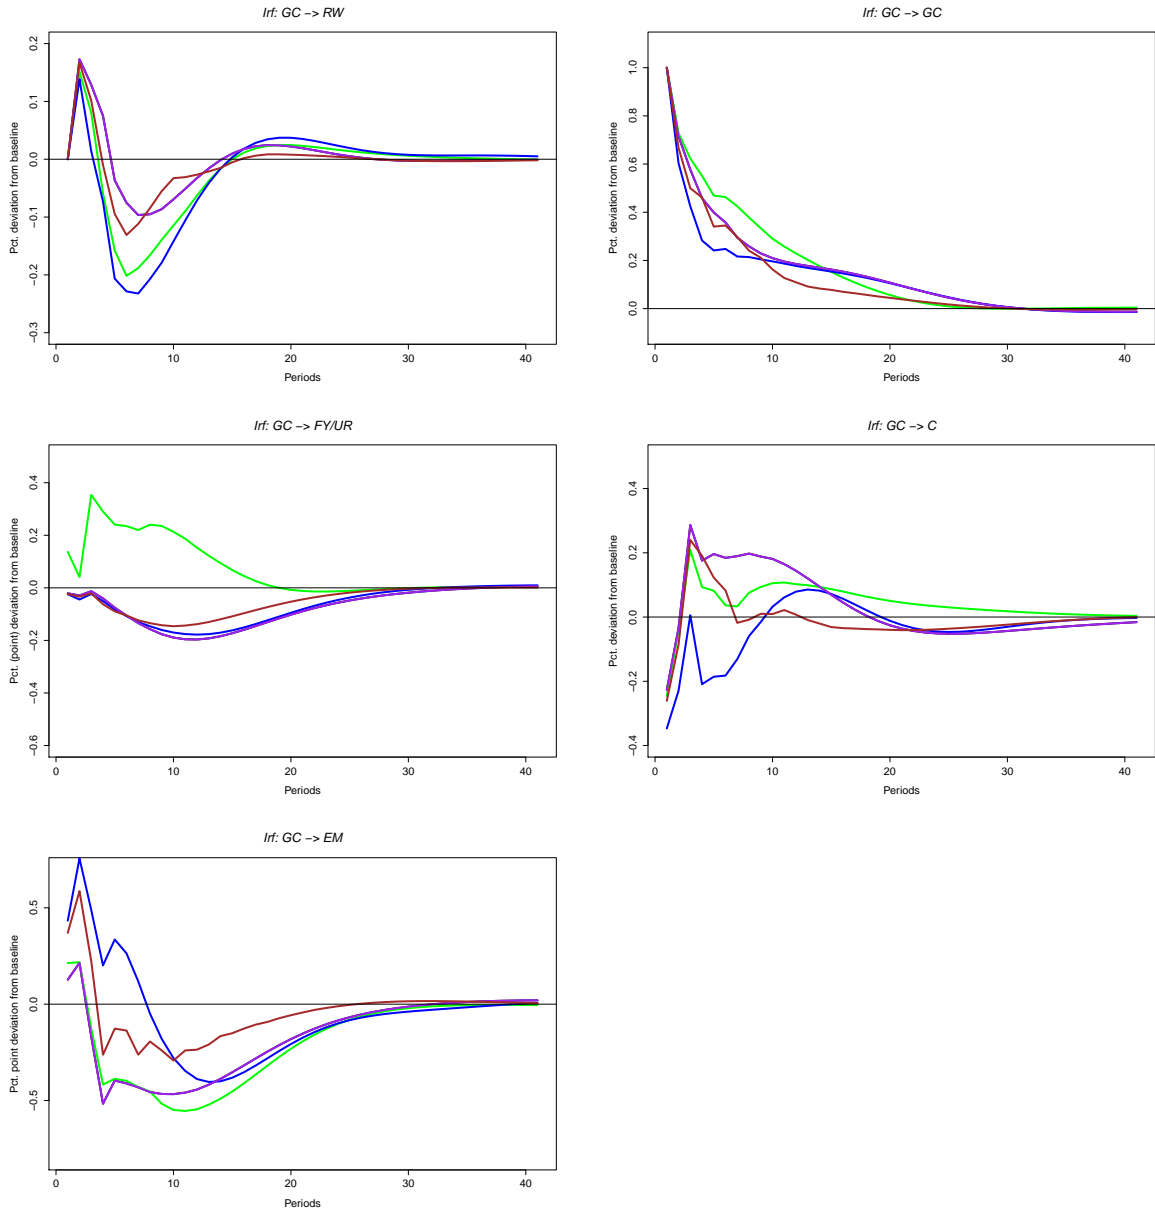 Irf: GC −> RW
Pct. deviation from baseline
0.2
0.1
0.0
−0.1
−0.2
−0.3
0 10 20 30 40
Periods
Irf: GC −> GC
Pct. deviation from baseline
1.0
0.8
0.6
0.4
0.2
0.0
0 10 20 30 40
Periods
Irf: GC −> FY/UR
Pct. (point) deviation from baseline
0.4
0.2
0.0
−0.2
−0.4
−0.6
0 10 20 30 40
Periods
Irf: GC −> C
Pct. deviation from baseline
0.4
0.2
0.0
−0.2
−0.4
0 10 20 30 40
Periods
Irf: GC −> EM
Pct. point deviation from baseline
0.5
0.0
−0.5
0 10 20 30 40
Periods